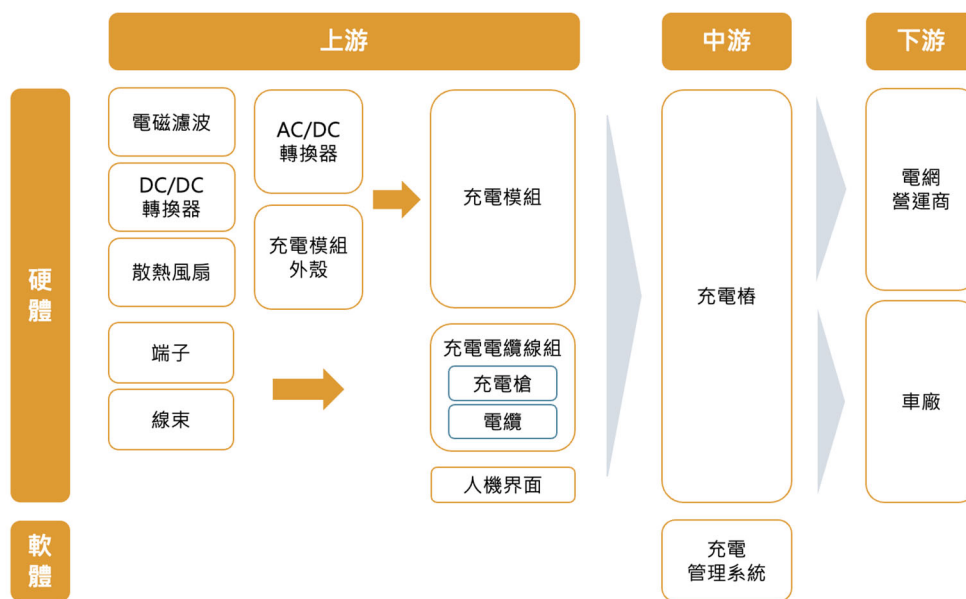 上游
中游
下游
硬
體
電磁濾波
AC/DC
轉換器
DC/DC
轉換器
散熱風扇
充電模組
外殼
充電模組
端子
線束
充電電纜線組
充電槍
電纜
人機界面
充電樁
電網
營運商
車廠
軟
體
充電
管理系統